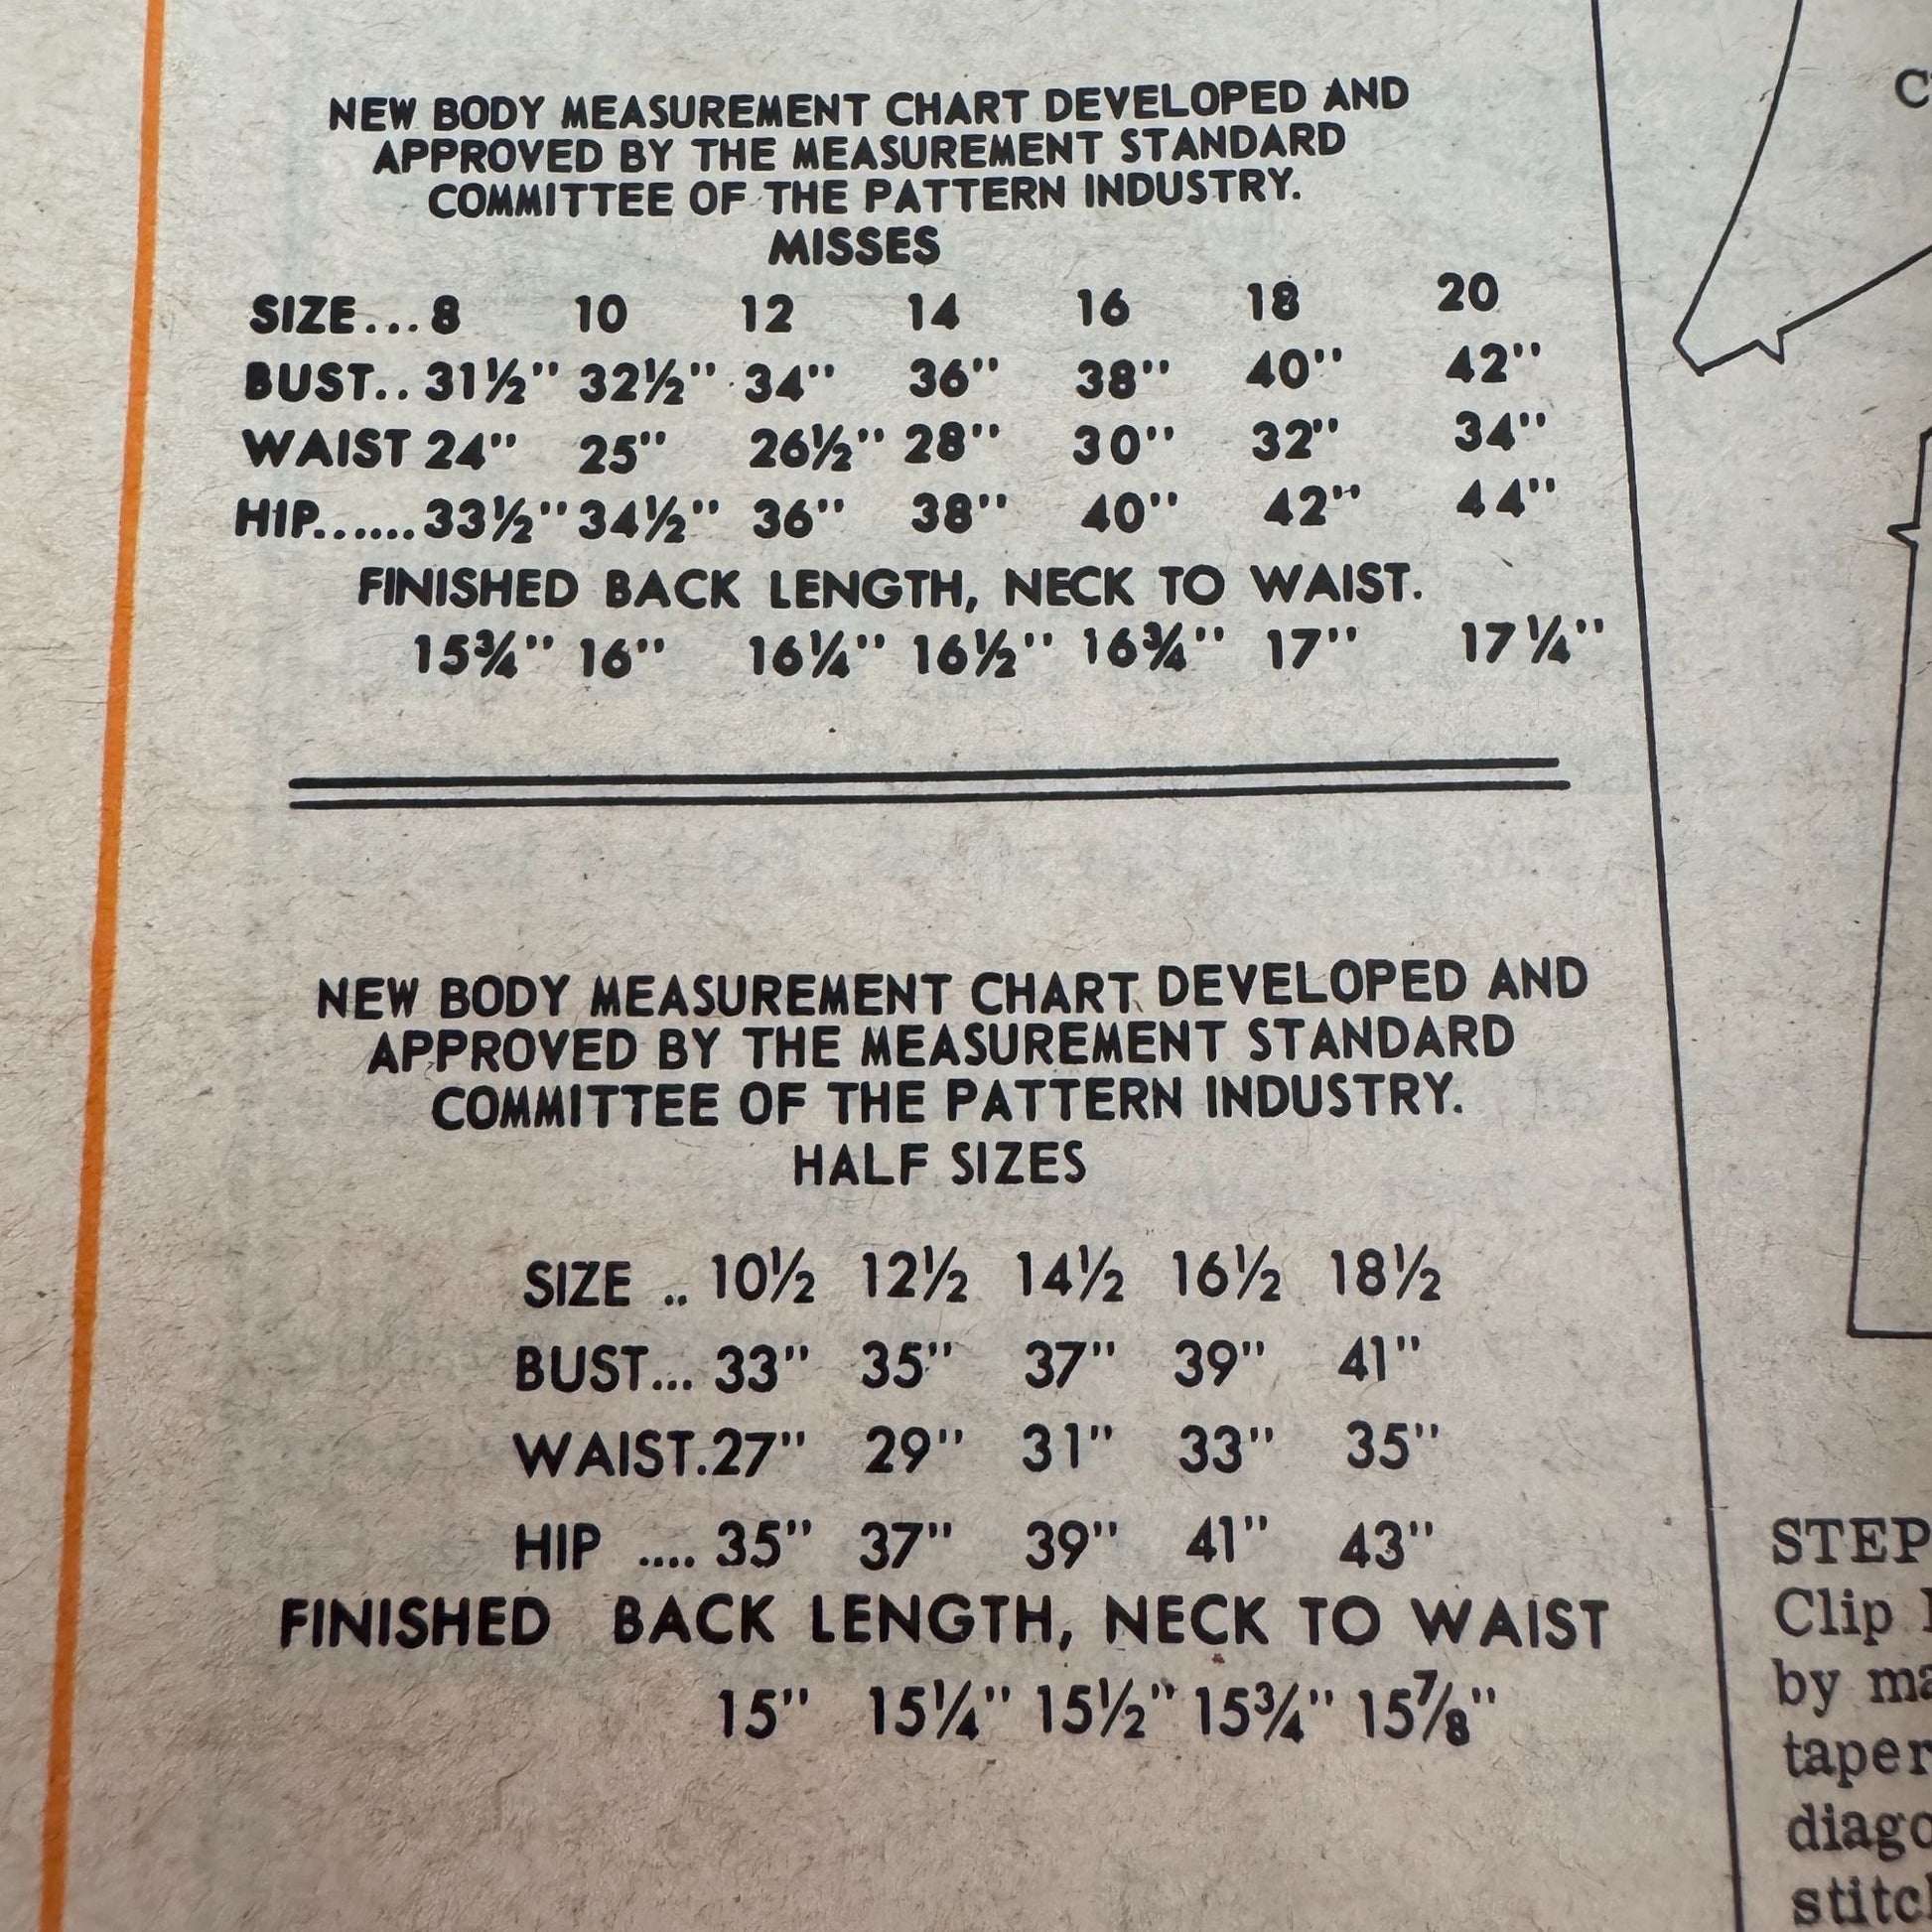 NEW BODY MEASUREMENT CHART DEVELOPED AND
APPROVED BY THE MEASUREMENT STANDARD
COMMITTEE OF THE PATTERN INDUSTRY.
MISSES
SIZE... 8 10 12 14 16 18 20
BUST.. 31½" 32½" 34" 36" 38" 40" 42"
WAIST 24" 25" 26½" 28" 30" 32" 34"
HIP....... 33½" 34½" 36" 38" 40" 42" 44"
FINISHED BACK LENGTH, NECK TO WAIST.
15¾" 16" 16¼" 16½" 16¾" 17" 17¼"
NEW BODY MEASUREMENT CHART DEVELOPED AND
APPROVED BY THE MEASUREMENT STANDARD
COMMITTEE OF THE PATTERN INDUSTRY.
HALF SIZES
SIZE .. 10½ 12½ 14½ 16½ 18½
BUST... 33" 35" 37" 39" 41"
WAIST. 27" 29" 31" 33" 35"
HIP .... 35" 37" 39" 41" 43"
FINISHED BACK LENGTH, NECK TO WAIST
15" 15¼" 15½" 15¾" 15⅞"
STEP
Clip
by
taper